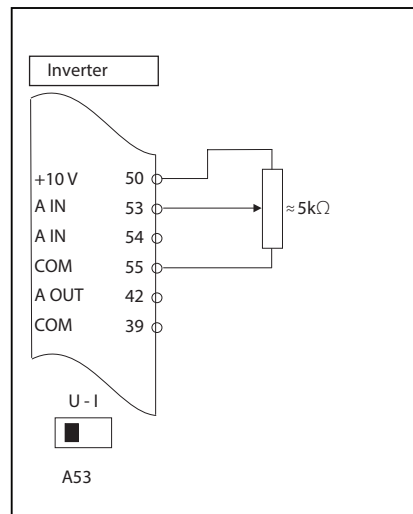 Inverter
+10 V 50
A IN 53
A IN 54
COM 55
A OUT 42
COM 39
≈ 5kΩ
U - I
A53